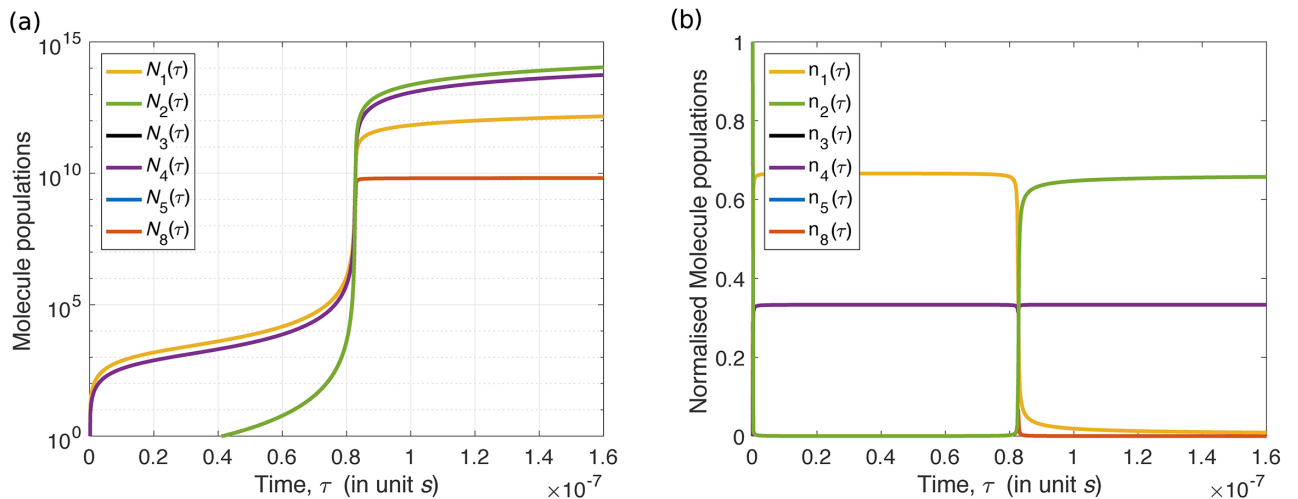 (a)
10^15
10^10
10^5
10^0
Molecule populations
N_1(τ)
N_2(τ)
N_3(τ)
N_4(τ)
N_5(τ)
N_8(τ)
0 0.2 0.4 0.6 0.8 1 1.2 1.4 1.6
Time, τ (in unit s)
×10^-7
(b)
1
0.8
0.6
0.4
0.2
0
Normalised Molecule populations
n_1(τ)
n_2(τ)
n_3(τ)
n_4(τ)
n_5(τ)
n_8(τ)
0 0.2 0.4 0.6 0.8 1 1.2 1.4 1.6
Time, τ (in unit s)
×10^-7